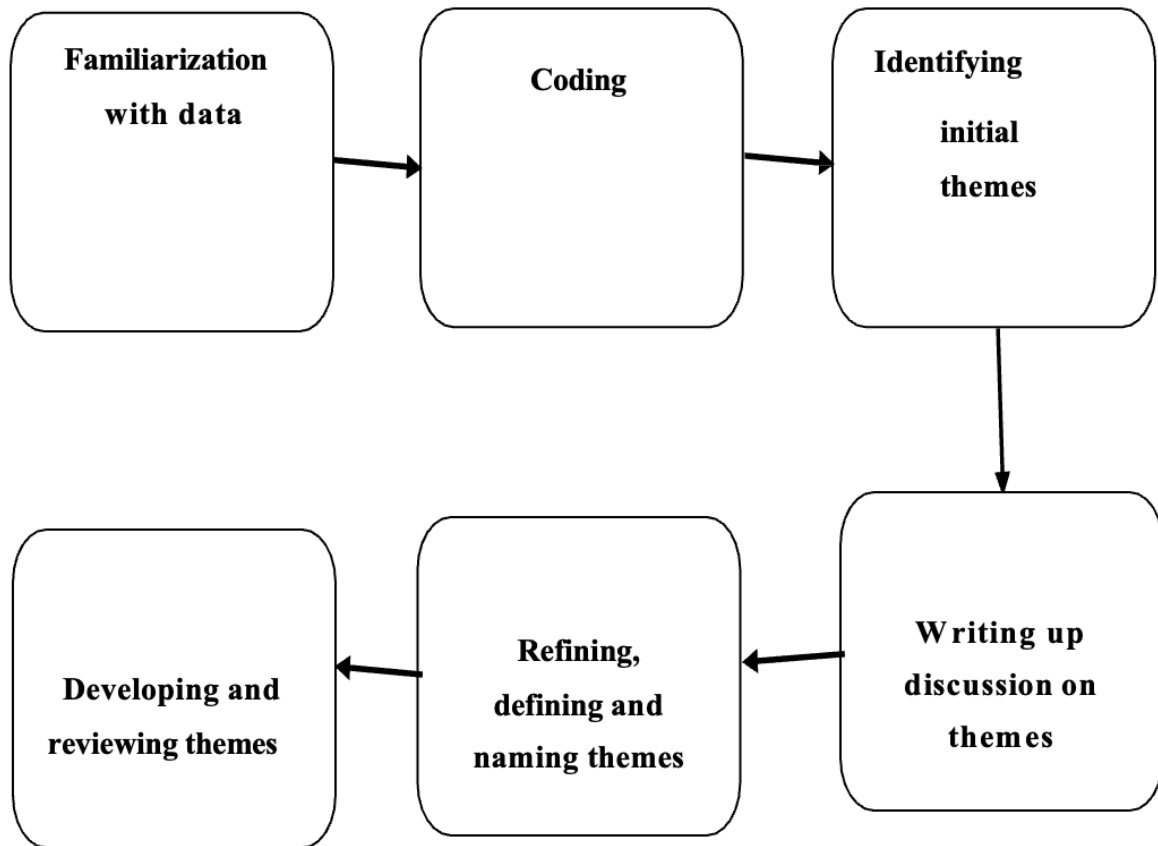 Familiarization
with data
Coding
Identifying
initial
themes
Writing up
discussion on
themes
Refining,
defining and
naming themes
Developing and
reviewing themes